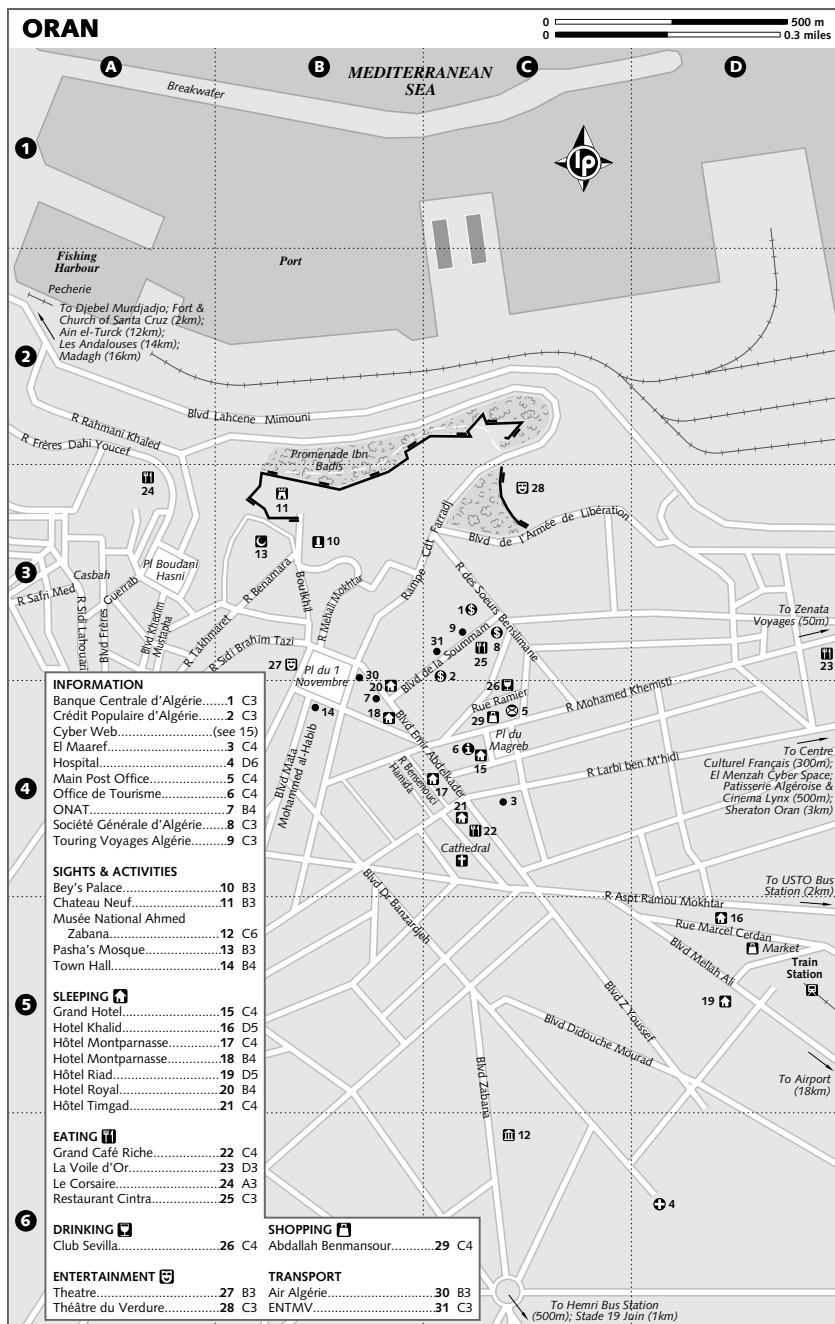 ORAN
0 500 m
0 0.3 miles
A
B
C
D
MEDITERRANEAN
SEA
Breakwater
1
lp
Fishing
Harbour
Port
Pecherie
To Djebel Murdjadjo; Fort &
Church of Santa Cruz (2km);
Ain el-Turck (12km);
Les Andalouses (14km);
Madagh (16km)
2
Blvd Lahcene Mimouni
R Rahmani Khaled
R Frères Dahi Youcef
Promenade Ibn
Badis
24
11
28
Blvd de l'Armée de Libération
13
10
Rampe Cdt Farradj
3
Pl Boudani
Hasni
Casbah
R Safri Med
R Sidi Lahouari
Blvd Frères Guerrab
Blvd Khedim
Mustapha
R Takhmaret
R Benamara
Boutkhil
R Mehali Mokhtar
R Sidi Brahim Tazi
R des Soeurs Benslimane
1
9
8
31
25
Blvd de la Soummam
To Zenata
Voyages (50m)
23
27
Pl du 1
Novembre
30
20
7
2
26
Rue Ramier
29
5
R Mohamed Khemisti
14
18
Blvd Emir Abdelkader
Pl du
Magreb
6
15
R Larbi ben M'hidi
Blvd Mata
Mohammed al-Habib
R Bensenouci
Hamida
17
3
21
22
Cathedral
To Centre
Culturel Français (300m);
El Menzah Cyber Space;
Patisserie Algéroise &
Cinema Lynx (500m);
Sheraton Oran (3km)
4
Blvd Dr Banzardjeb
To USTO Bus
Station (2km)
R Aspt Ramou Mokhtar
16
Rue Marcel Cerdan
Market
Blvd Mellah Ali
Train
Station
19
5
Blvd Z Youssef
Blvd Didouche Mourad
Blvd Zabana
To Airport
(18km)
12
4
6
To Hemri Bus Station
(500m); Stade 19 Juin (1km)
INFORMATION
Banque Centrale d'Algérie......1 C3
Crédit Populaire d'Algérie......2 C3
Cyber Web......(see 15)
El Maaref......3 C4
Hospital......4 D6
Main Post Office......5 C4
Office de Tourisme......6 C4
ONAT......7 B4
Société Générale d'Algérie......8 C3
Touring Voyages Algérie......9 C3
SIGHTS & ACTIVITIES
Bey's Palace......10 B3
Chateau Neuf......11 B3
Musée National Ahmed
Zabana......12 C6
Pasha's Mosque......13 B3
Town Hall......14 B4
SLEEPING
Grand Hotel......15 C4
Hotel Khalid......16 D5
Hôtel Montparnasse......17 C4
Hotel Montparnasse......18 B4
Hôtel Riad......19 D5
Hotel Royal......20 B4
Hôtel Timgad......21 C4
EATING
Grand Café Riche......22 C4
La Voile d'Or......23 D3
Le Corsaire......24 A3
Restaurant Cintra......25 C3
DRINKING
Club Sevilla......26 C4
ENTERTAINMENT
Theatre......27 B3
Théâtre du Verdure......28 C3
SHOPPING
Abdallah Benmansour......29 C4
TRANSPORT
Air Algérie......30 B3
ENTMV......31 C3